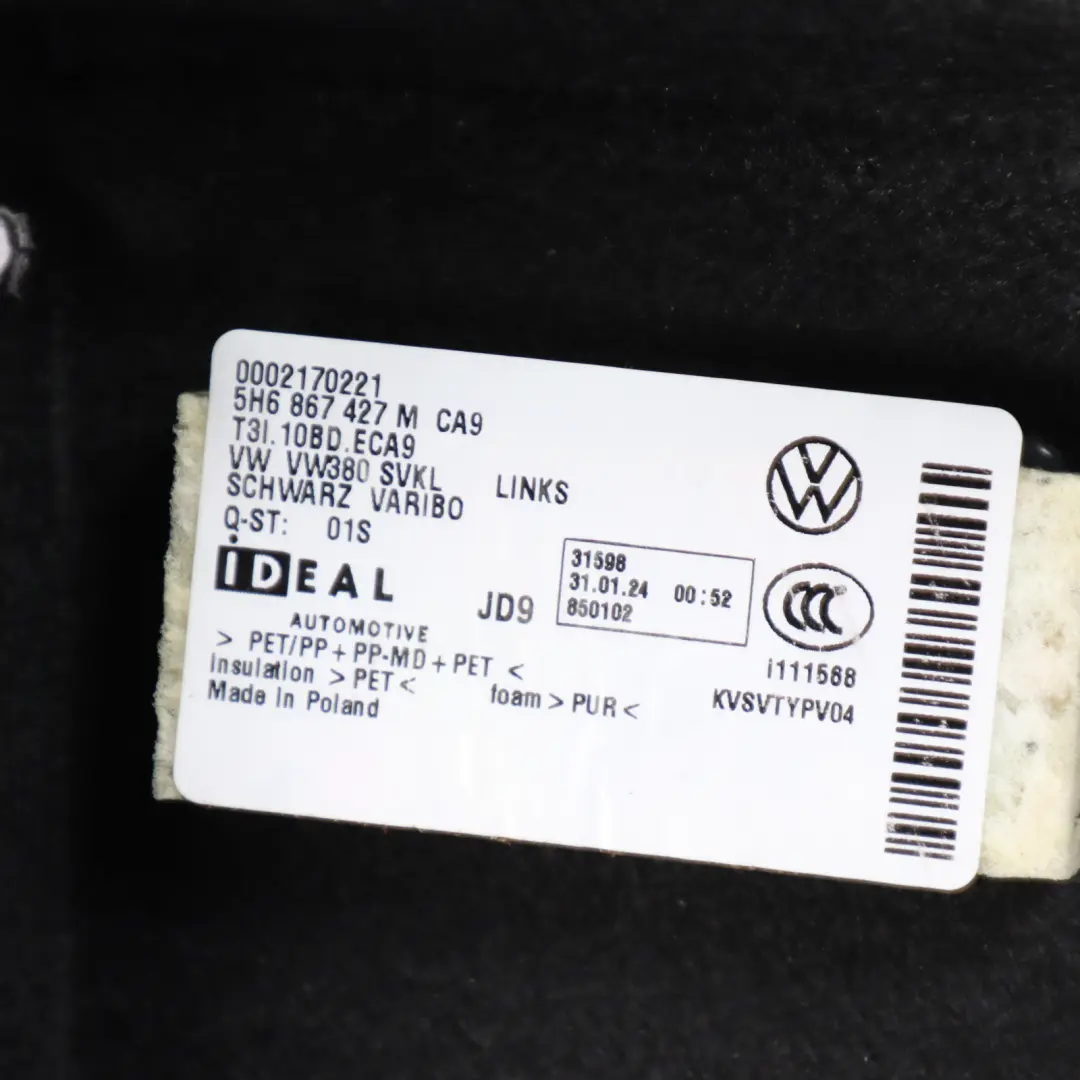 0002170221
5H6 867 427 M CA9
T3I.10BD.ECA9
VW VW380 SVKL
LINKS
SCHWARZ VARIBO
Q-ST: 01S
IDEAL
AUTOMOTIVE
JD9
31598
31.01.24 00:52
850102
> PET/PP+PP-MD+PET <
insulation >PET<
foam >PUR<
Made in Poland
VW
CCC
i111568
KVSVTYPV04